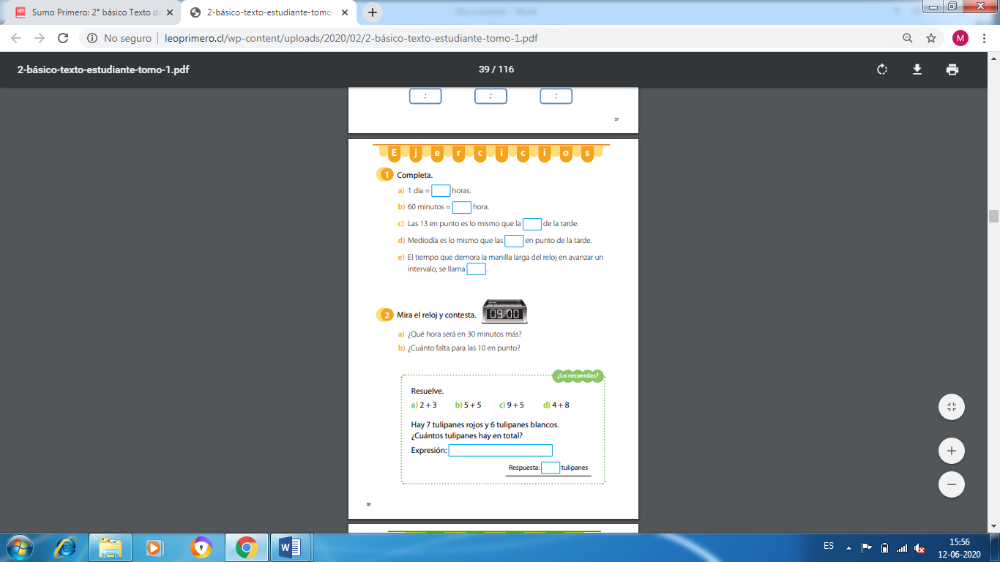 Sumo Primero: 2° básico Texto d
2-básico-texto-estudiante-tomo-
No seguro
leoprimero.cl/wp-content/uploads/2020/02/2-básico-texto-estudiante-tomo-1.pdf
M
2-básico-texto-estudiante-tomo-1.pdf
39 / 116
: : :
37
Ejercicios
1 Completa.
a) 1 día = horas.
b) 60 minutos = hora.
c) Las 13 en punto es lo mismo que la de la tarde.
d) Mediodía es lo mismo que las en punto de la tarde.
e) El tiempo que demora la manilla larga del reloj en avanzar un
intervalo, se llama .
2 Mira el reloj y contesta.
09:00
a) ¿Qué hora será en 30 minutos más?
b) ¿Cuánto falta para las 10 en punto?
¿Lo recuerdas?
Resuelve.
a) 2 + 3 b) 5 + 5 c) 9 + 5 d) 4 + 8
Hay 7 tulipanes rojos y 6 tulipanes blancos.
¿Cuántos tulipanes hay en total?
Expresión:
Respuesta: tulipanes
38
ES
15:56
12-06-2020